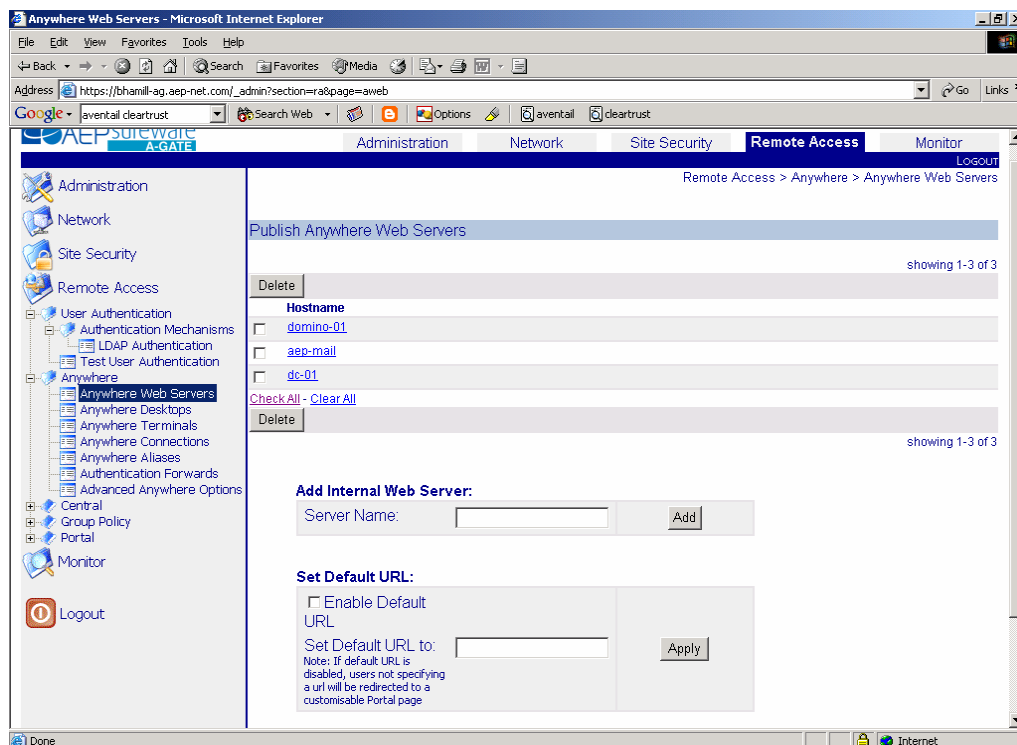 Anywhere Web Servers - Microsoft Internet Explorer
File Edit View Favorites Tools Help
Back Search Favorites Media
Address https://bhamill-ag.aep-net.com/_admin?section=ra&page=aweb Go Links
Google aventail cleartrust Search Web Options aventail cleartrust
AEP sureware
A-GATE
Administration Network Site Security Remote Access Monitor
LOGOUT
Remote Access > Anywhere > Anywhere Web Servers
Administration
Network
Site Security
Remote Access
User Authentication
Authentication Mechanisms
LDAP Authentication
Test User Authentication
Anywhere
Anywhere Web Servers
Anywhere Desktops
Anywhere Terminals
Anywhere Connections
Anywhere Aliases
Authentication Forwards
Advanced Anywhere Options
Central
Group Policy
Portal
Monitor
Logout
Publish Anywhere Web Servers
showing 1-3 of 3
Delete
Hostname
domino-01
aep-mail
dc-01
Check All - Clear All
Delete
showing 1-3 of 3
Add Internal Web Server:
Server Name: Add
Set Default URL:
Enable Default
URL
Set Default URL to: Apply
Note: If default URL is
disabled, users not specifying
a url will be redirected to a
customisable Portal page
Done Internet